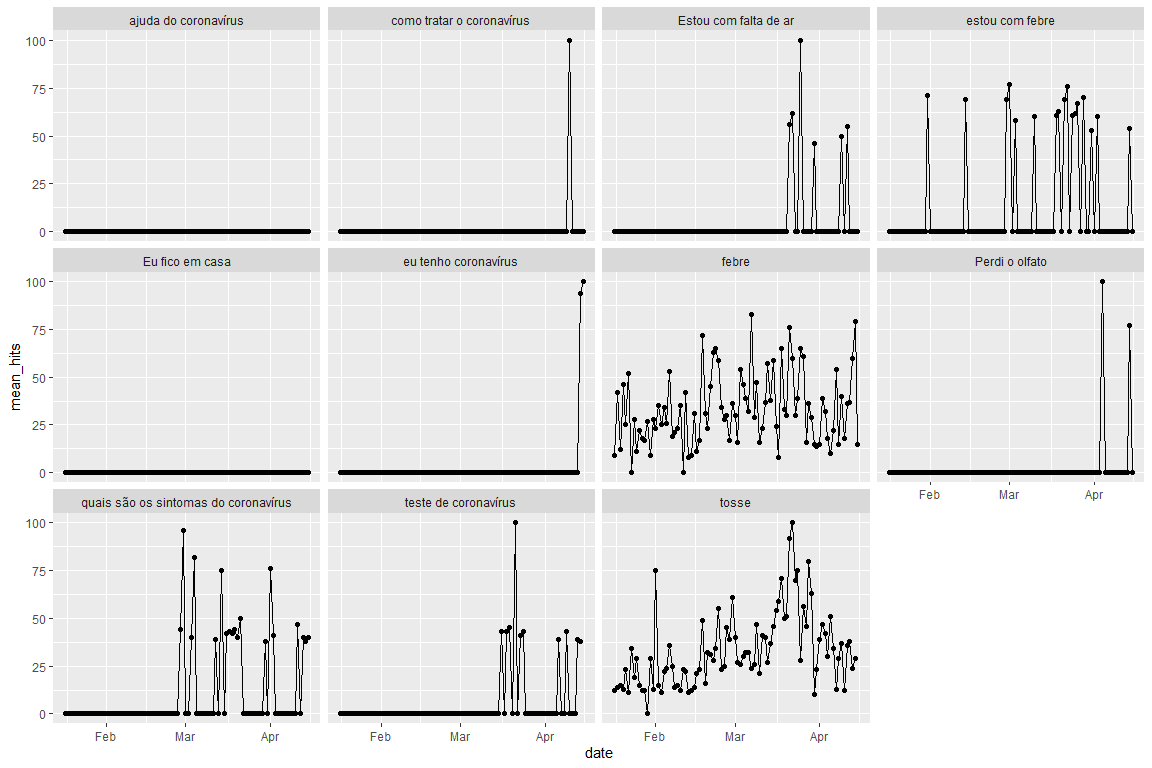 ajuda do coronavírus
como tratar o coronavírus
Estou com falta de ar
estou com febre
100
75
50
25
0
Eu fico em casa
eu tenho coronavírus
febre
Perdi o olfato
100
75
50
25
0
Feb Mar Apr
quais são os sintomas do coronavírus
teste de coronavírus
tosse
100
75
50
25
0
Feb Mar Apr
Feb Mar Apr
Feb Mar Apr
mean_hits
date